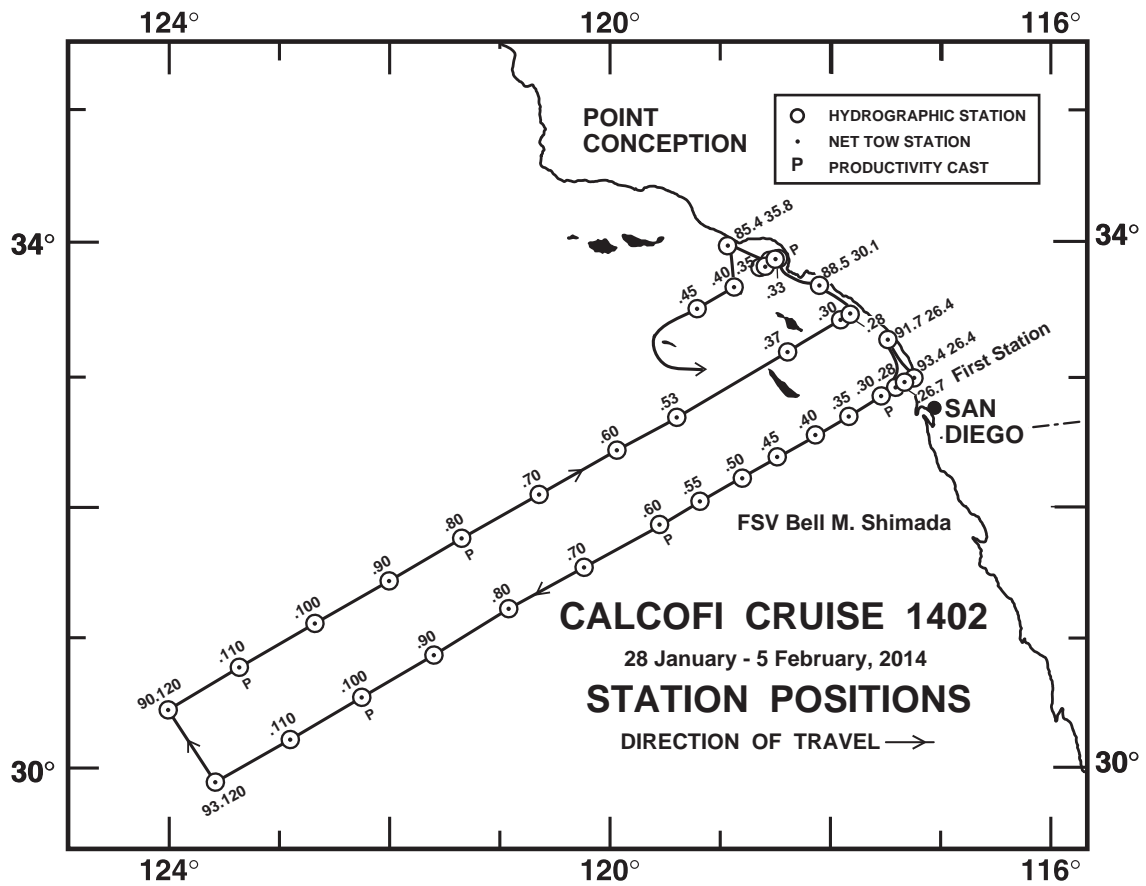 124° 120° 116°
POINT
CONCEPTION
HYDROGRAPHIC STATION
NET TOW STATION
P PRODUCTIVITY CAST
34° 34°
85.4 35.8
P
.35
.40
.33
.45
88.5 30.1
.30
.28
.37
91.7 26.4
93.4 26.4
First Station
.26.7
.28
.30
P
.35
SAN
DIEGO
.53
.40
.60
.45
.50
.70
.55
FSV Bell M. Shimada
.80
P
.60
P
.90
.70
.100
.80
CALCOFI CRUISE 1402
28 January - 5 February, 2014
STATION POSITIONS
DIRECTION OF TRAVEL
.110
P
.90
90.120
.100
P
.110
93.120
30° 30°
124° 120° 116°